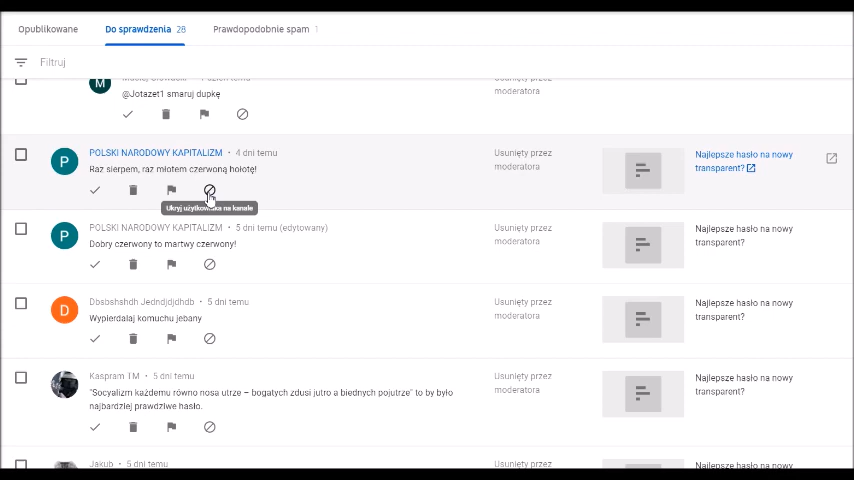 Opublikowane
Do sprawdzenia 28
Prawdopodobnie spam 1
Filtruj
@Jotazet1 smaruj dupkę
Usunięty przez
moderatora
POLSKI NARODOWY KAPITALIZM • 4 dni temu
Raz sierpem, raz młotem czerwoną hołotę!
Usunięty przez
moderatora
Najlepsze hasło na nowy
transparent?
Ukryj użytkownika na kanale
POLSKI NARODOWY KAPITALIZM • 5 dni temu (edytowany)
Dobry czerwony to martwy czerwony!
Usunięty przez
moderatora
Najlepsze hasło na nowy
transparent?
Dbsbshshdh Jedndjdjdhdb • 5 dni temu
Wypierdalaj komuchu jebany
Usunięty przez
moderatora
Najlepsze hasło na nowy
transparent?
Kaspram TM • 5 dni temu
"Socyalizm każdemu równo nosa utrze – bogatych zdusi jutro a biednych pojutrze" to by było
najbardziej prawdziwe hasło.
Usunięty przez
moderatora
Najlepsze hasło na nowy
transparent?
Jakub • 5 dni temu
Usunięty przez
Najlepsze hasło na nowy